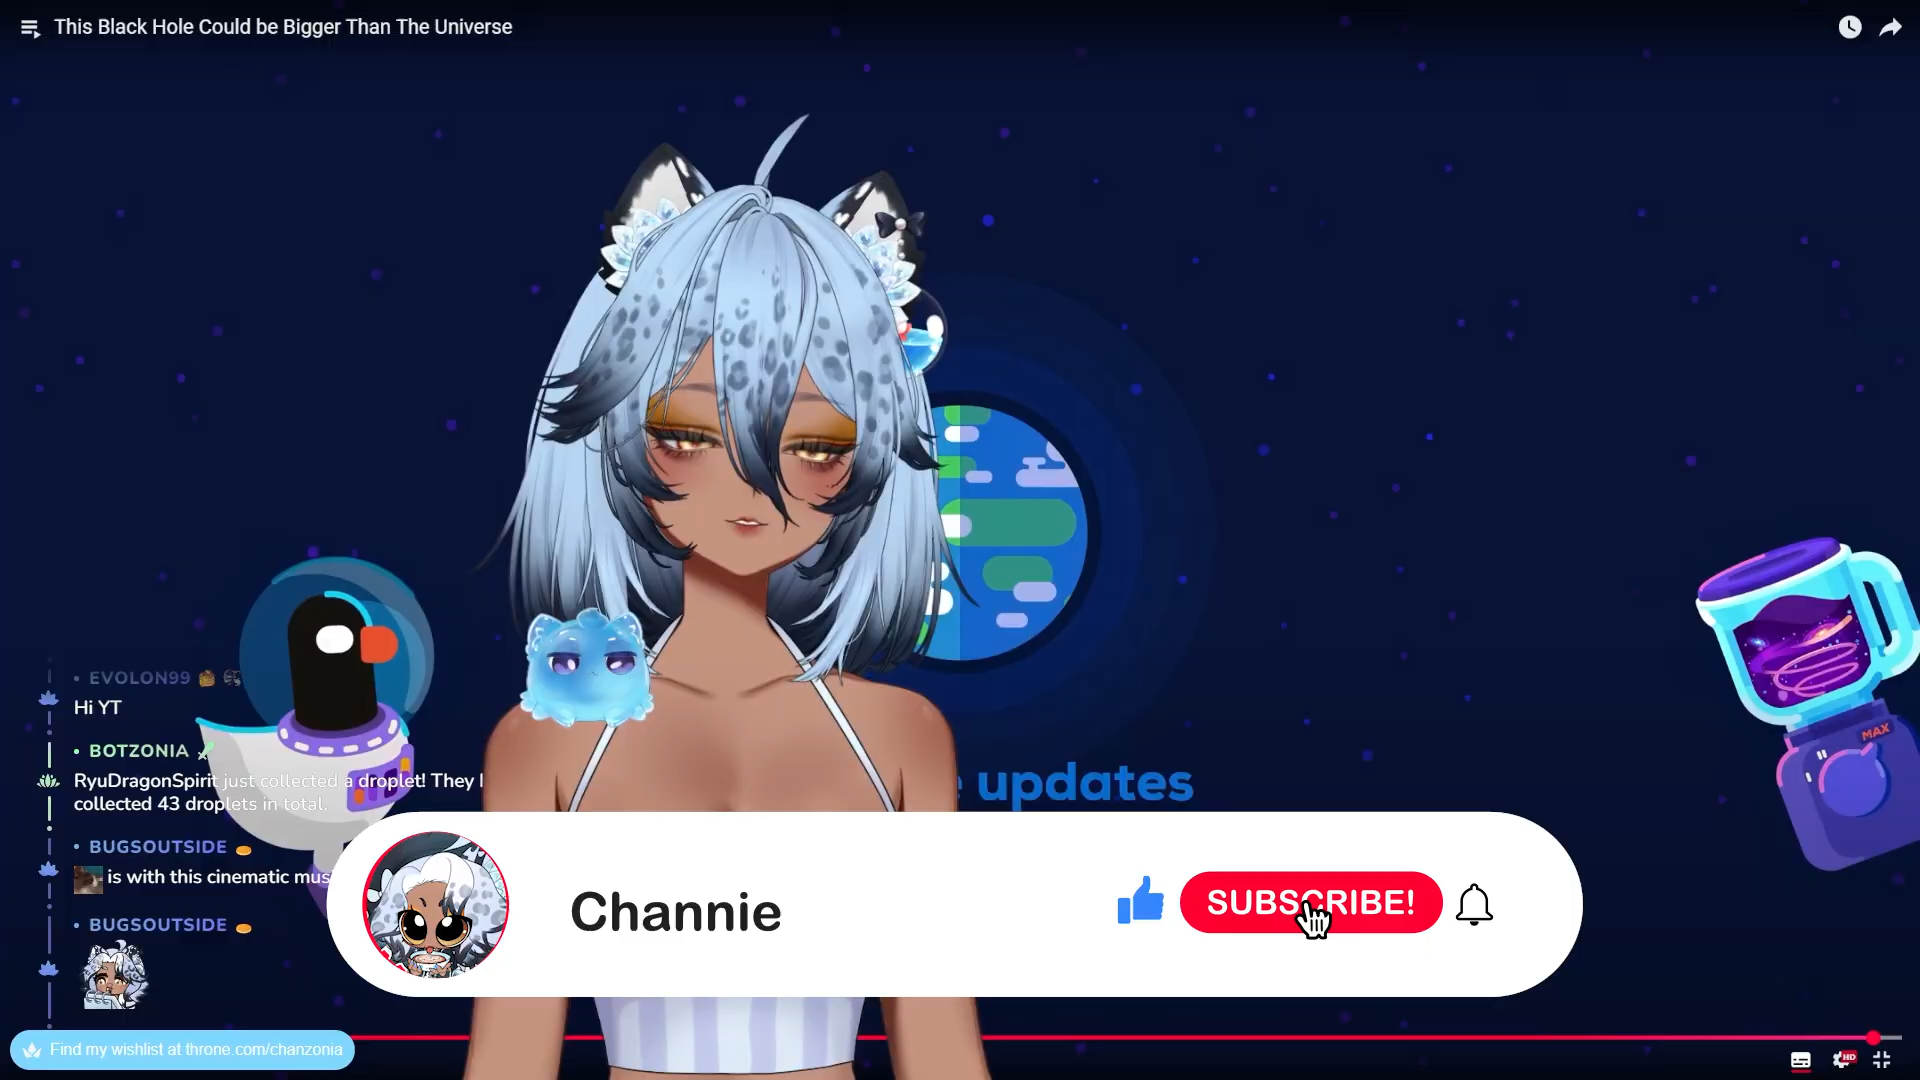 This Black Hole Could be Bigger Than The Universe
EVOLON99
Hi YT
BOTZONIA
RyuDragonSpirit just collected a droplet! They
collected 43 droplets in total.
BUGSOUTSIDE
is with this cinematic mus
BUGSOUTSIDE
updates
MAX
Channie
SUBSCRIBE!
Find my wishlist at throne.com/chanzonia
HD